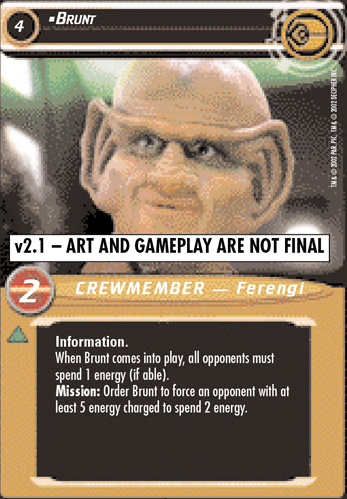 4
▪Brunt
TM & © 2002 PAR. PIC. TM & © 2002 DECIPHER INC.
v2.1 – ART AND GAMEPLAY ARE NOT FINAL
2
CREWMEMBER — Ferengi
Information.
When Brunt comes into play, all opponents must
spend 1 energy (if able).
Mission: Order Brunt to force an opponent with at
least 5 energy charged to spend 2 energy.